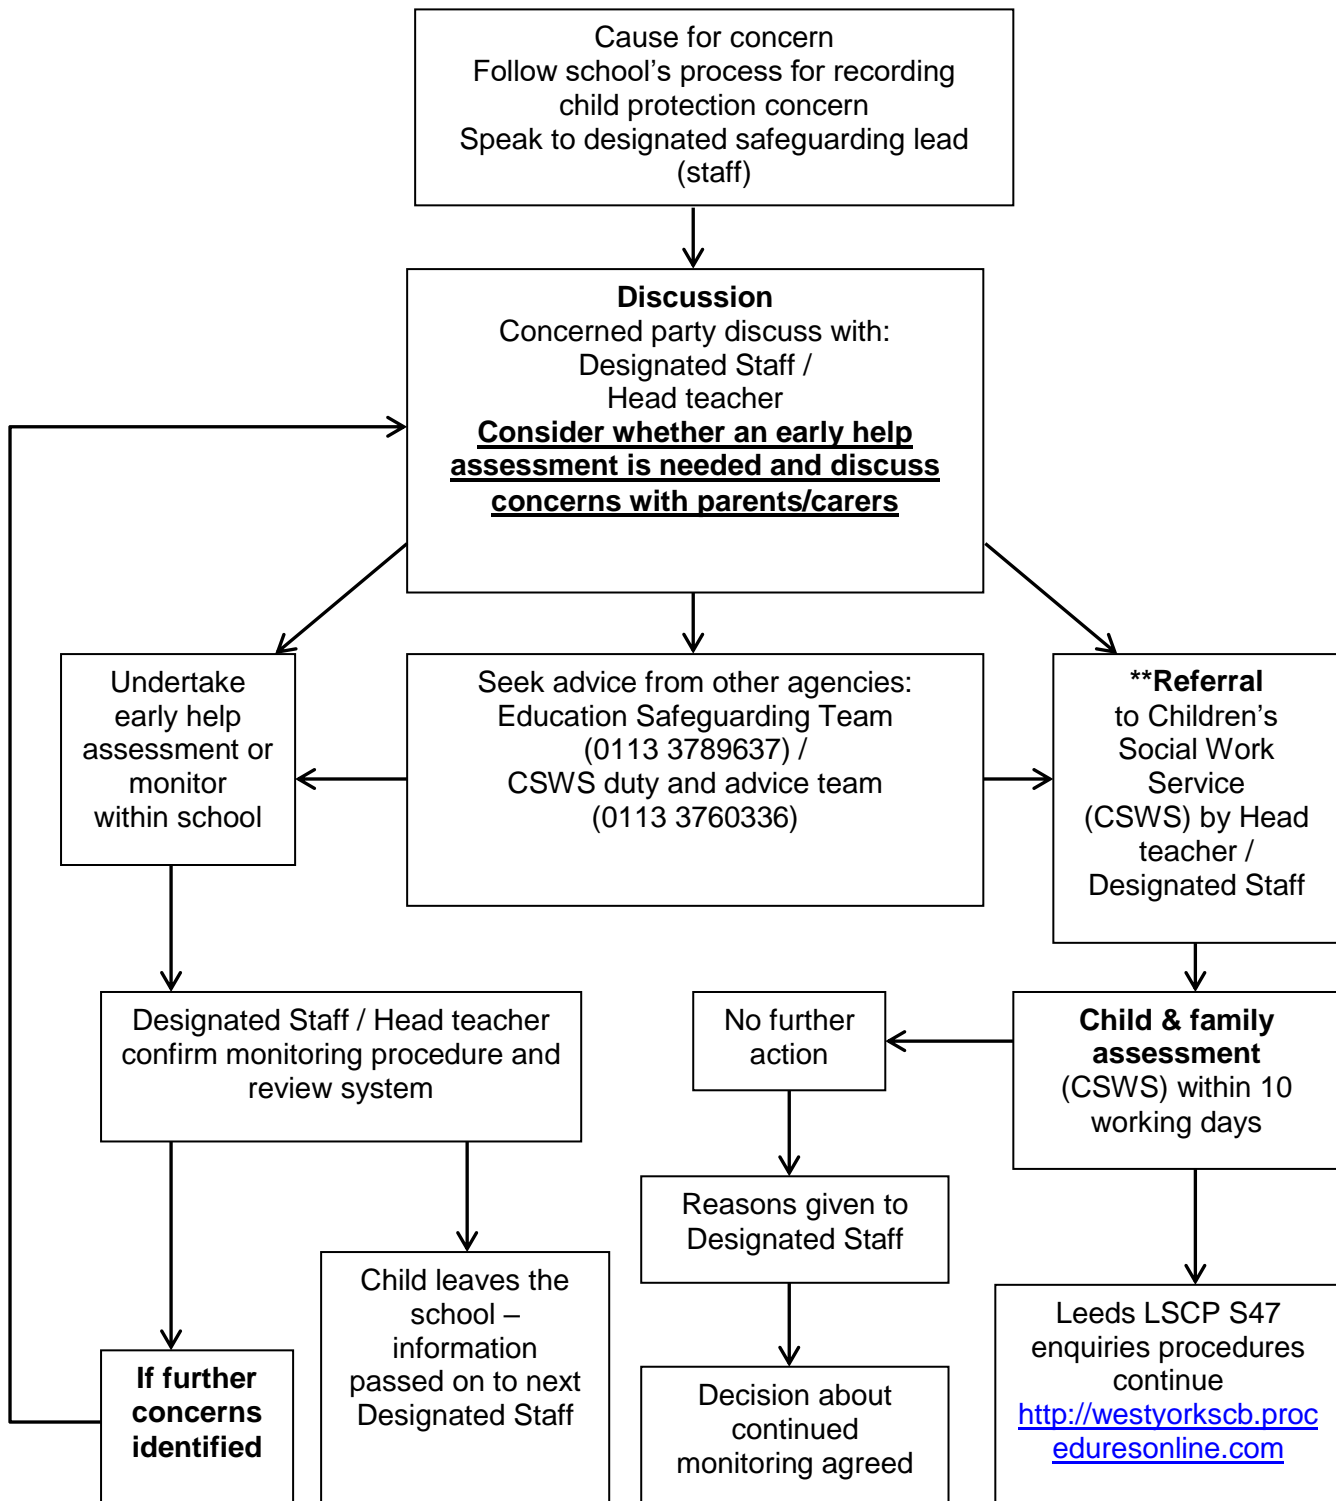 Cause for concern
Follow school’s process for recording
child protection concern
Speak to designated safeguarding lead
(staff)
Discussion
Concerned party discuss with:
Designated Staff /
Head teacher
Consider whether an early help
assessment is needed and discuss
concerns with parents/carers
Undertake
early help
assessment or
monitor
within school
Seek advice from other agencies:
Education Safeguarding Team
(0113 3789637) /
CSWS duty and advice team
(0113 3760336)
**Referral
to Children’s
Social Work
Service
(CSWS) by Head
teacher /
Designated Staff
Designated Staff / Head teacher
confirm monitoring procedure and
review system
No further
action
Child & family
assessment
(CSWS) within 10
working days
Reasons given to
Designated Staff
Child leaves the
school –
information
passed on to next
Designated Staff
If further
concerns
identified
Decision about
continued
monitoring agreed
Leeds LSCP S47
enquiries procedures
continue
http://westyorkscb.proc
eduresonline.com